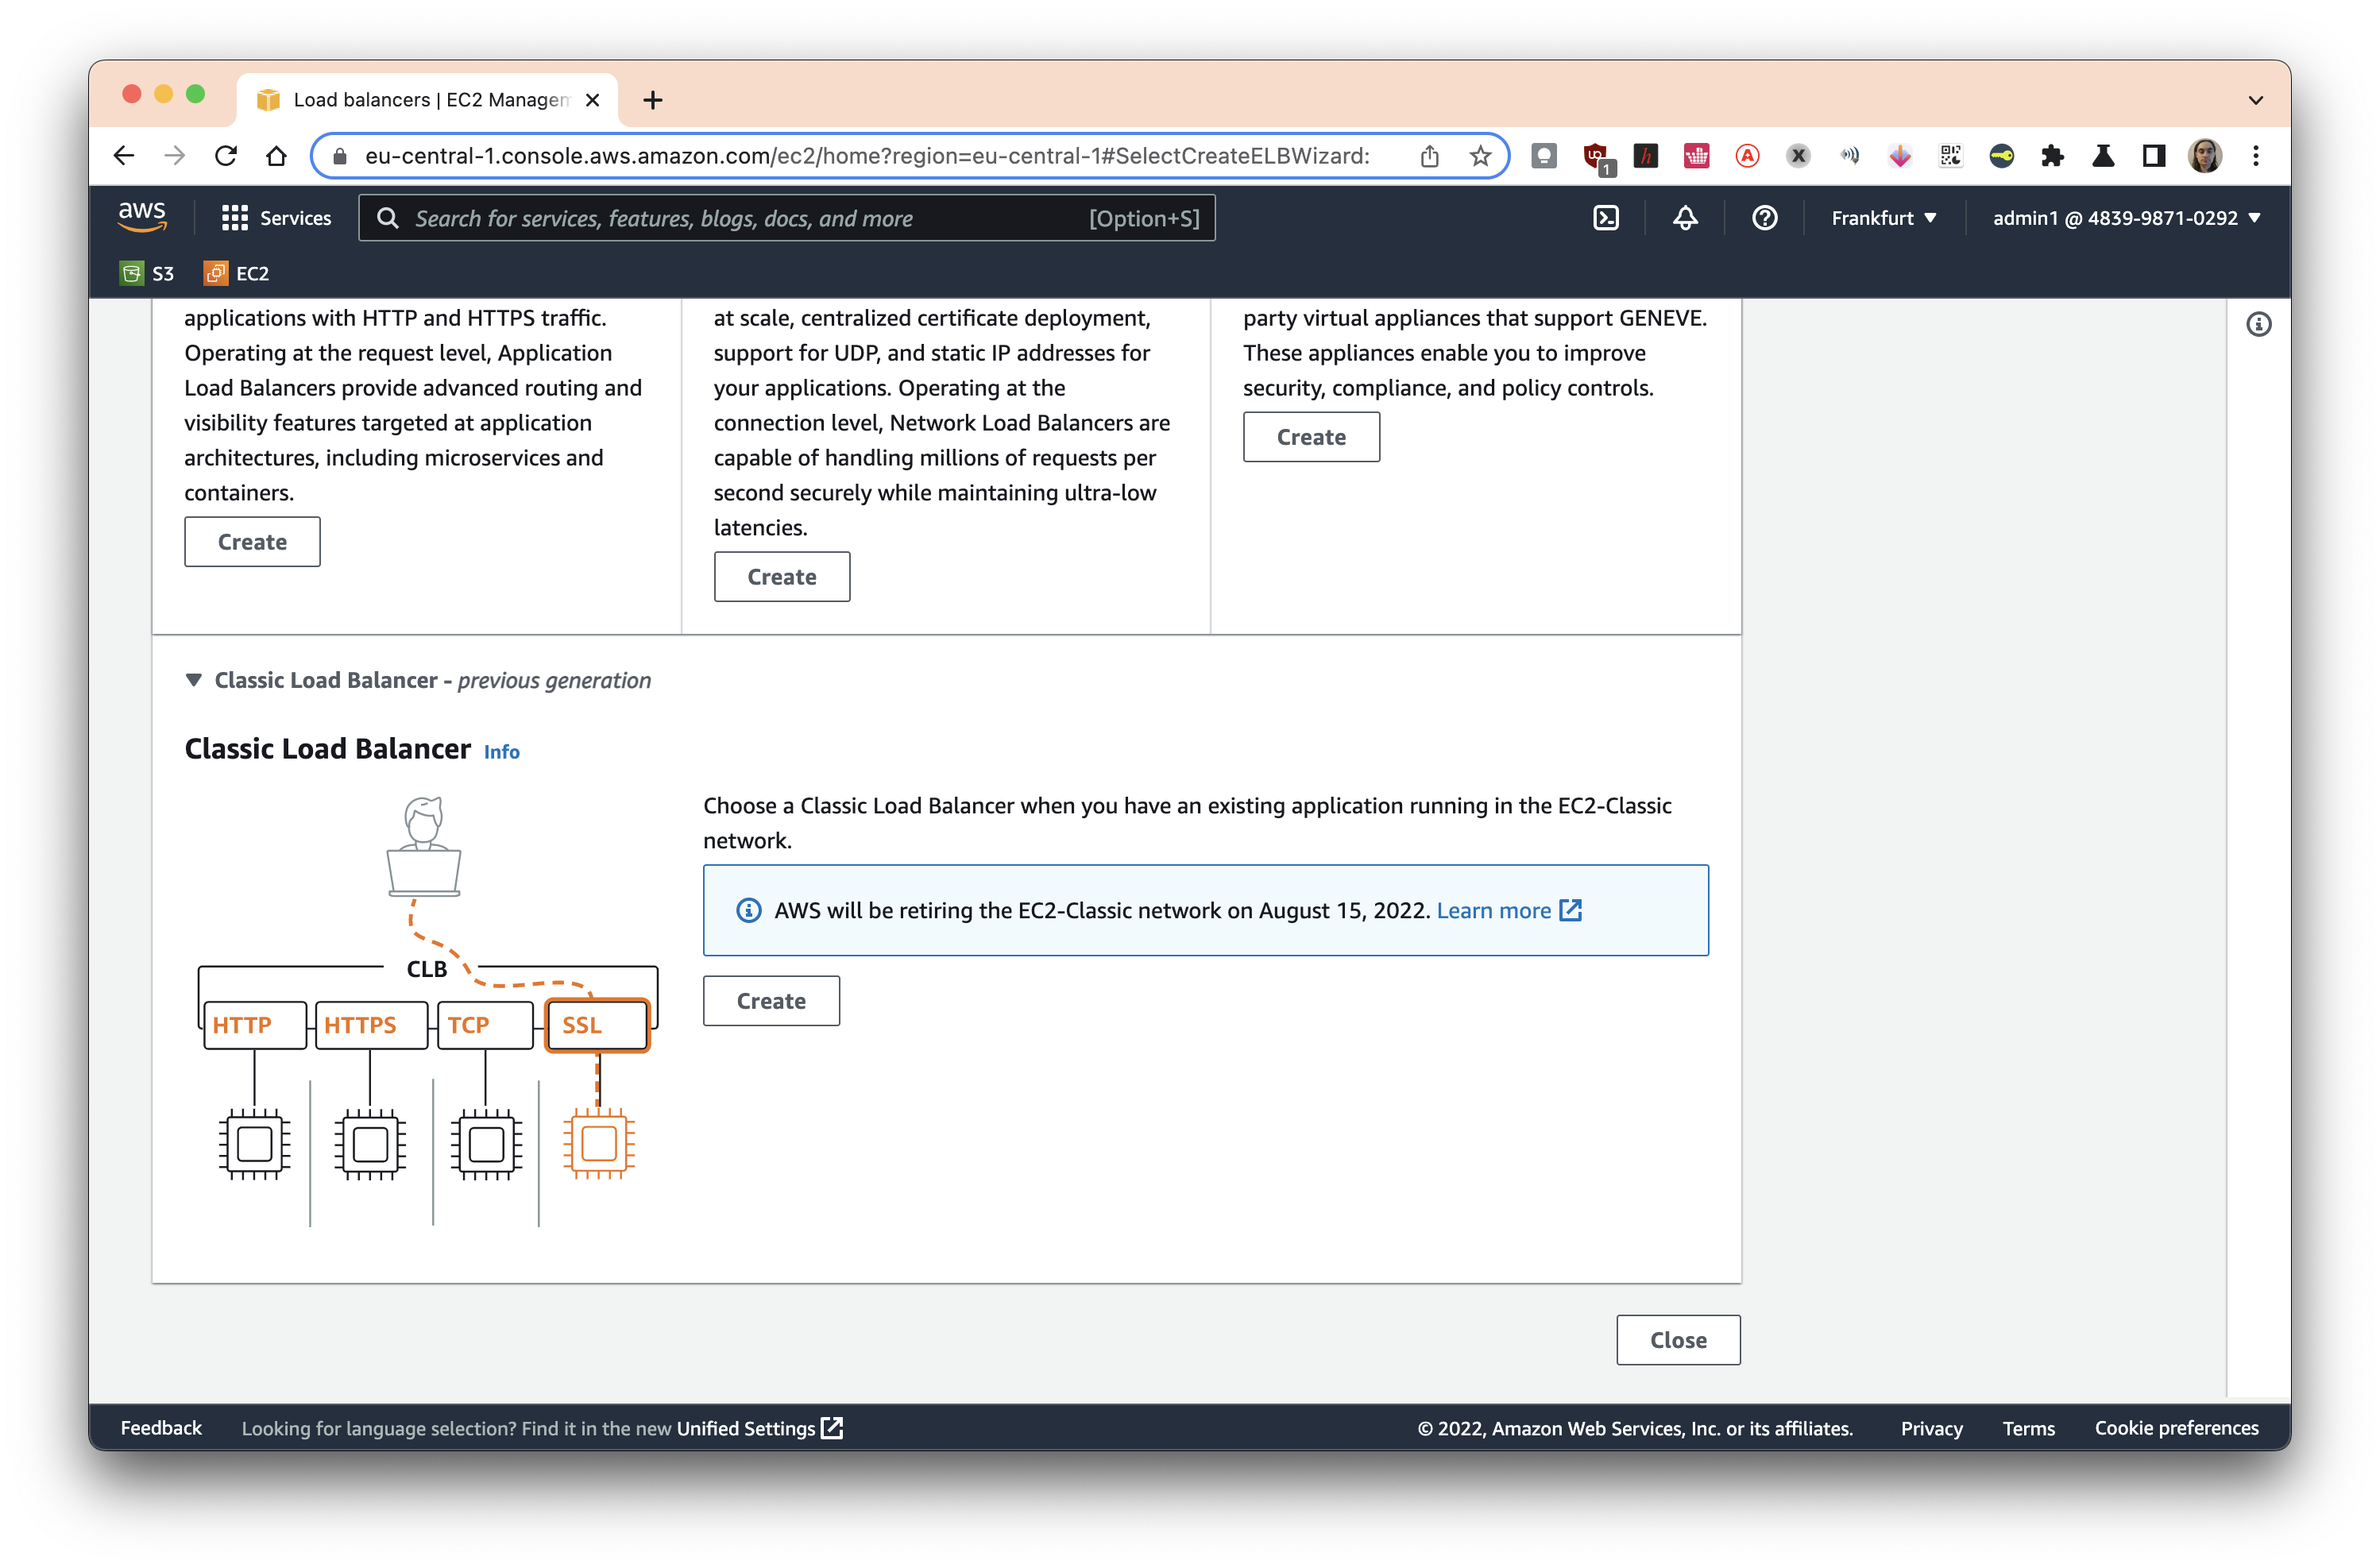 Load balancers | EC2 Managem
eu-central-1.console.aws.amazon.com/ec2/home?region=eu-central-1#SelectCreateELBWizard:
1
aws
Services
Search for services, features, blogs, docs, and more
[Option+S]
Frankfurt
admin1 @ 4839-9871-0292
S3
EC2
applications with HTTP and HTTPS traffic.
Operating at the request level, Application
Load Balancers provide advanced routing and
visibility features targeted at application
architectures, including microservices and
containers.
Create
at scale, centralized certificate deployment,
support for UDP, and static IP addresses for
your applications. Operating at the
connection level, Network Load Balancers are
capable of handling millions of requests per
second securely while maintaining ultra-low
latencies.
Create
party virtual appliances that support GENEVE.
These appliances enable you to improve
security, compliance, and policy controls.
Create
Classic Load Balancer - previous generation
Classic Load Balancer Info
CLB
HTTP
HTTPS
TCP
SSL
Choose a Classic Load Balancer when you have an existing application running in the EC2-Classic
network.
AWS will be retiring the EC2-Classic network on August 15, 2022. Learn more
Create
Close
Feedback
Looking for language selection? Find it in the new Unified Settings
© 2022, Amazon Web Services, Inc. or its affiliates.
Privacy
Terms
Cookie preferences